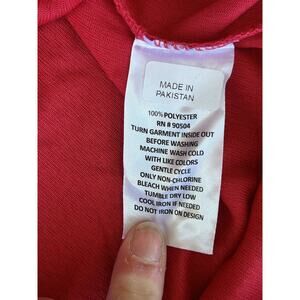 MADE IN
PAKISTAN
100% POLYESTER
RN # 90504
TURN GARMENT INSIDE OUT
BEFORE WASHING
MACHINE WASH COLD
WITH LIKE COLORS
GENTLE CYCLE
ONLY NON-CHLORINE
BLEACH WHEN NEEDED
TUMBLE DRY LOW
COOL IRON IF NEEDED
DO NOT IRON ON DESIGN